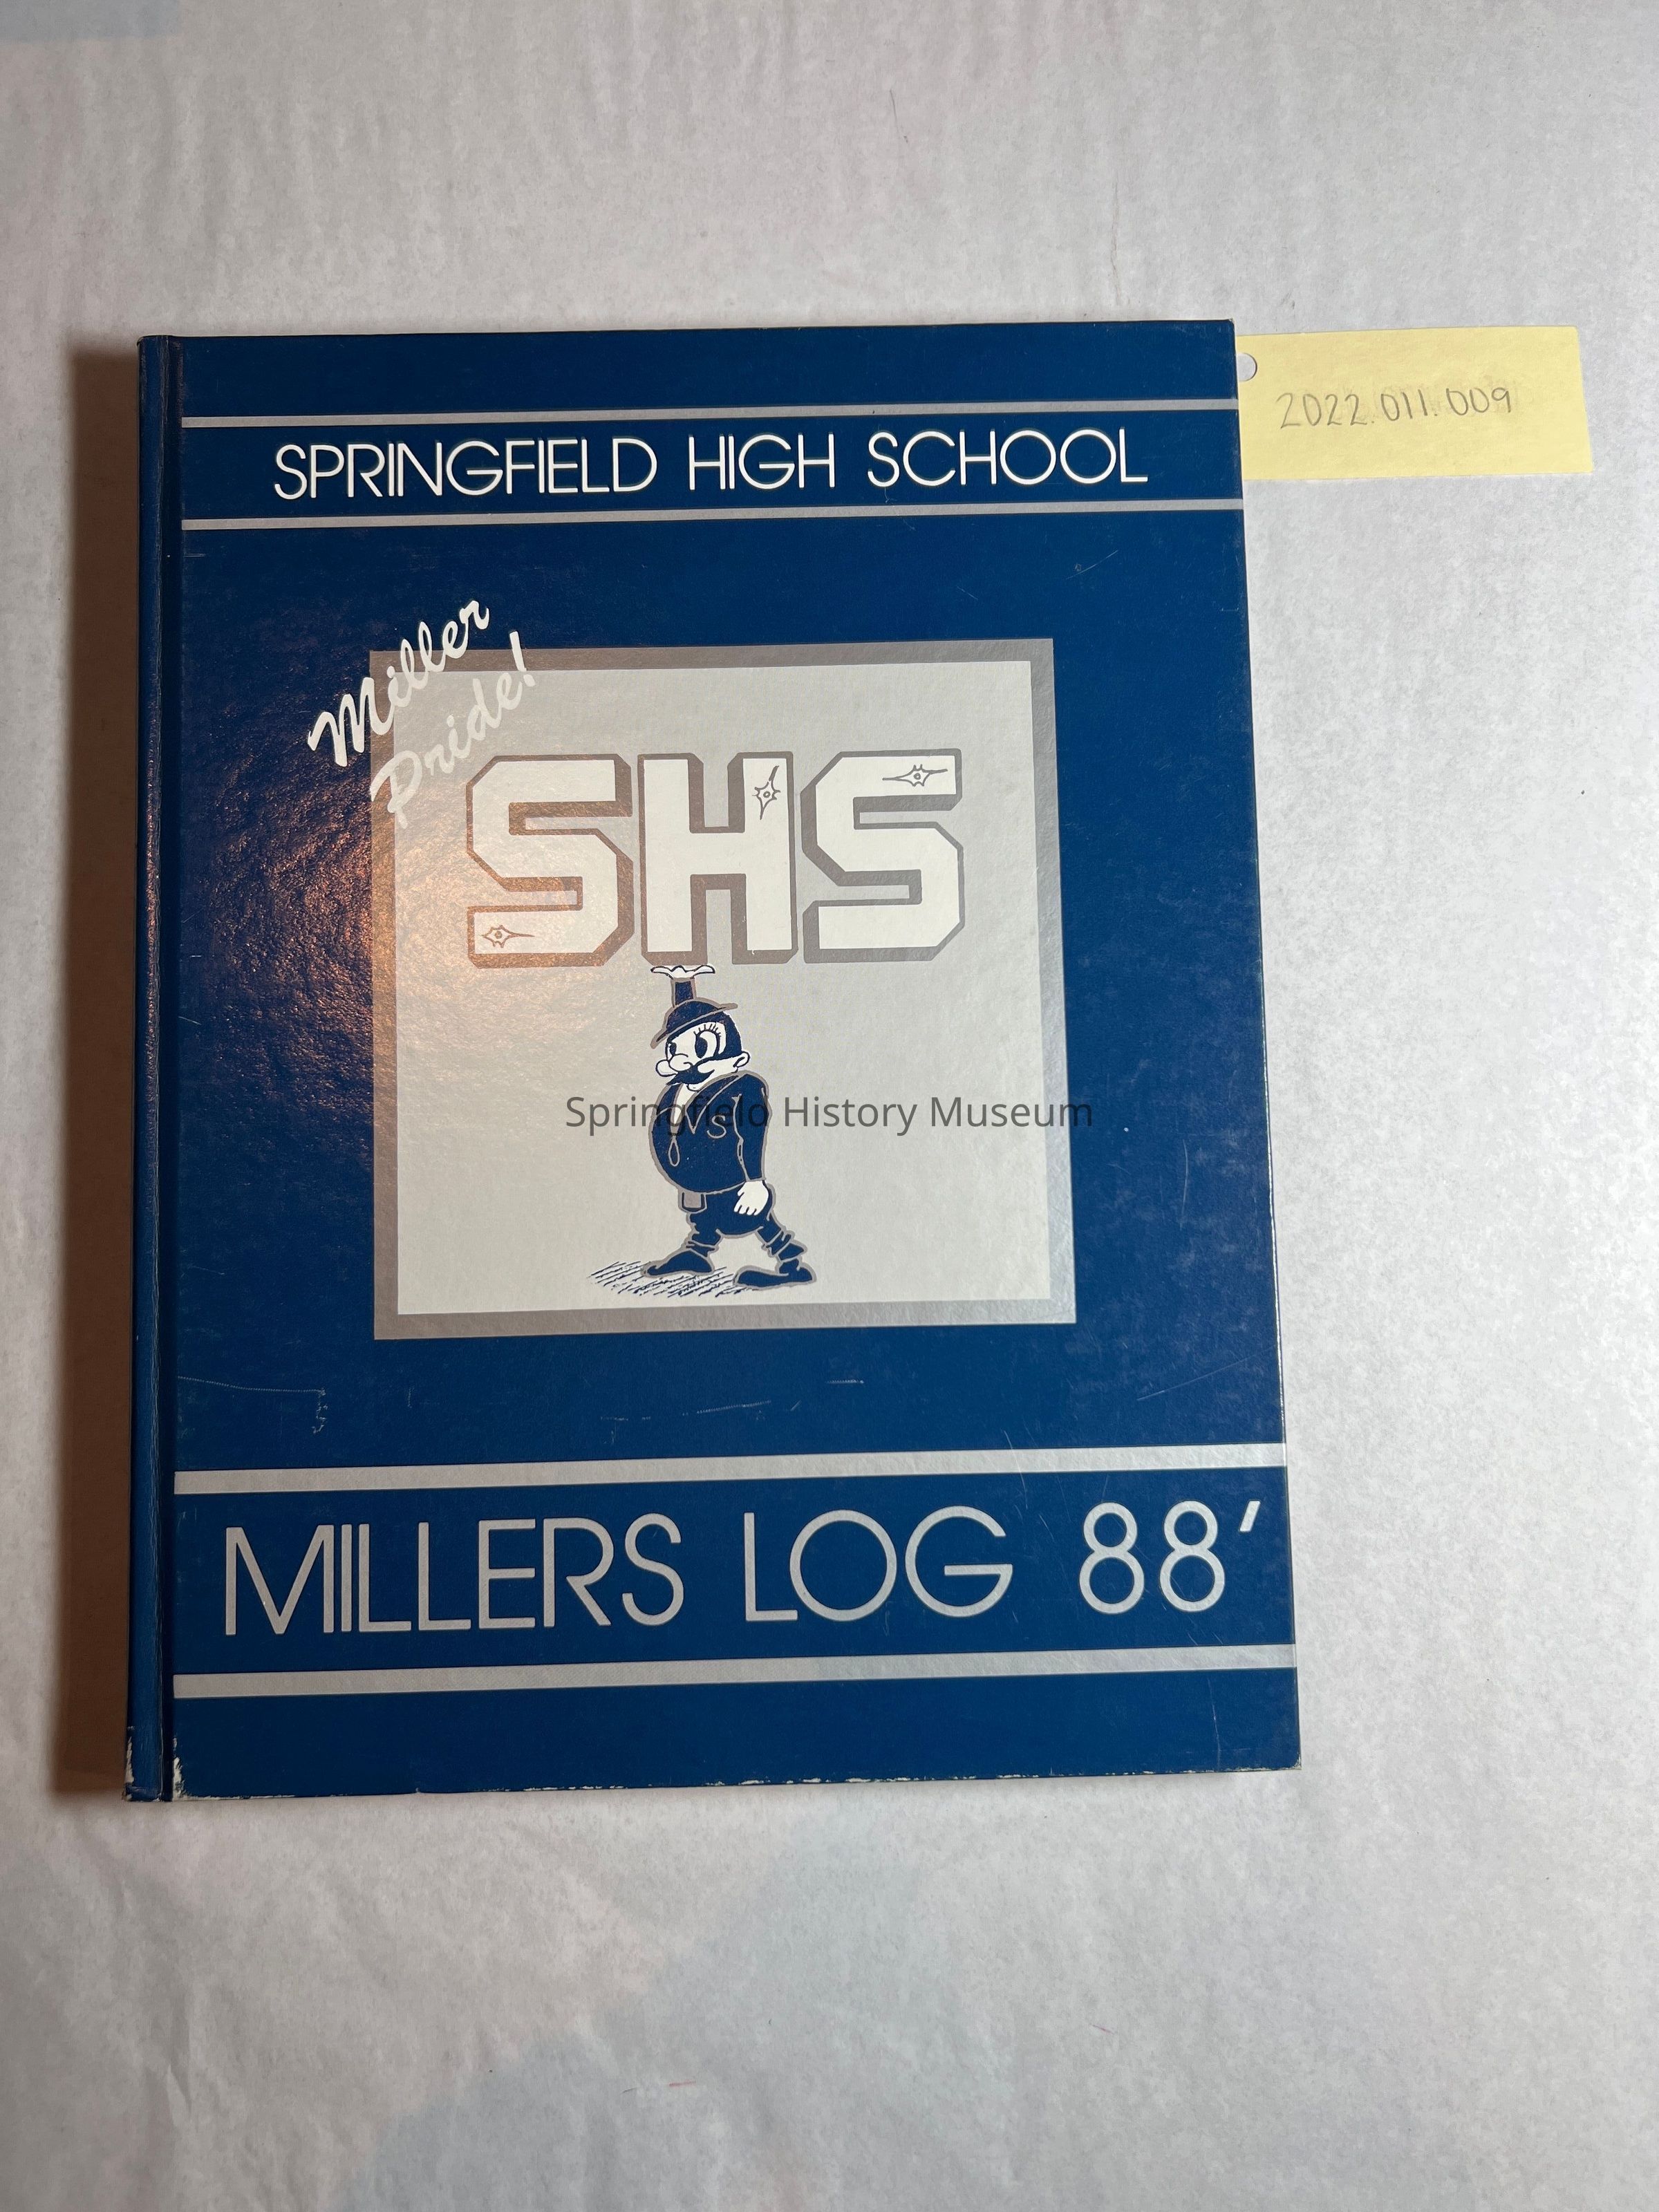 SPRINGFIELD HIGH SCHOOL
2022.011.009
Miller
Pride!
SHS
S
Springfield History Museum
MILLERS LOG 88'